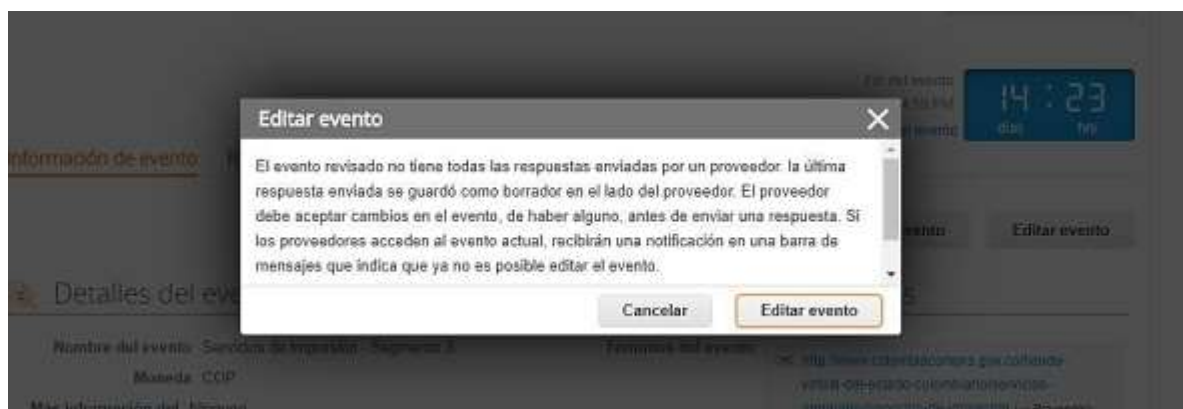 Editar evento
El evento revisado no tiene todas las respuestas enviadas por un proveedor: la última
respuesta enviada se guardó como borrador en el lado del proveedor. El proveedor
debe aceptar cambios en el evento, de haber alguno, antes de enviar una respuesta. Si
los proveedores acceden al evento actual, recibirán una notificación en una barra de
mensajes que indica que ya no es posible editar el evento.
Cancelar
Editar evento
14 : 23
días hrs
Información de evento
Editar evento
Detalles del
Nombre del evento
Moneda COP